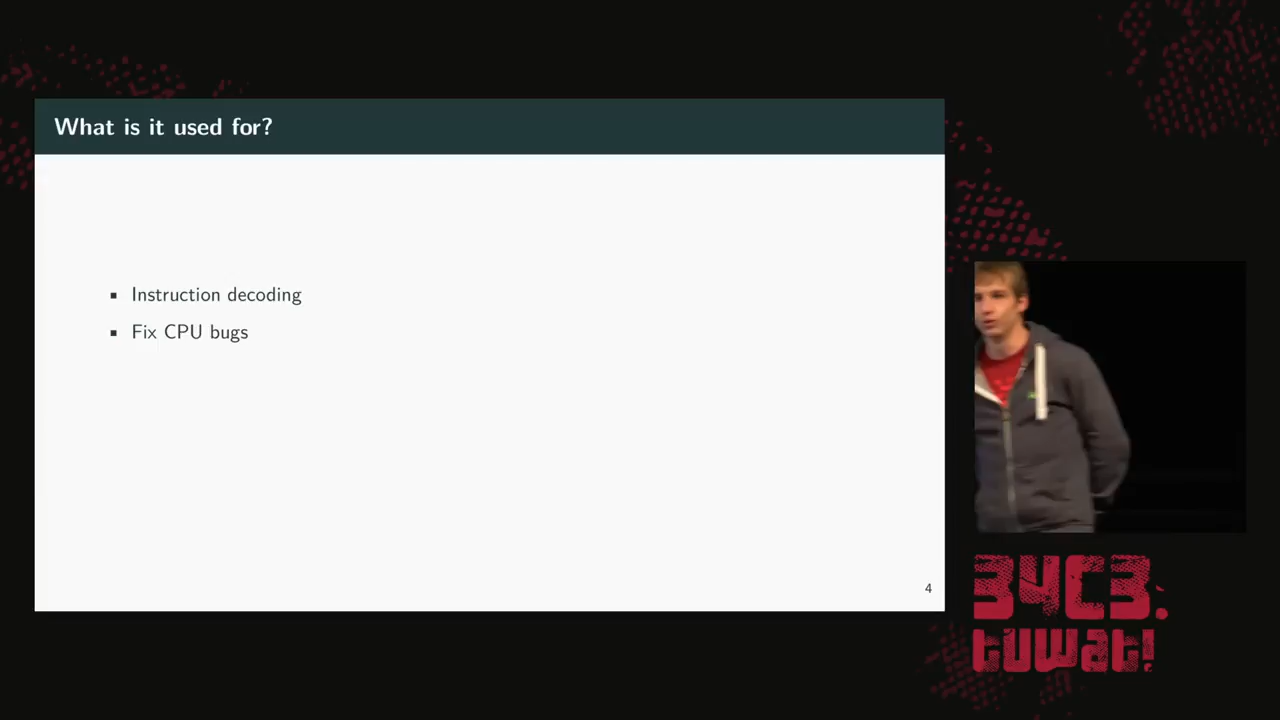 What is it used for?
▪ Instruction decoding
▪ Fix CPU bugs
4
34C3.
tuwat!